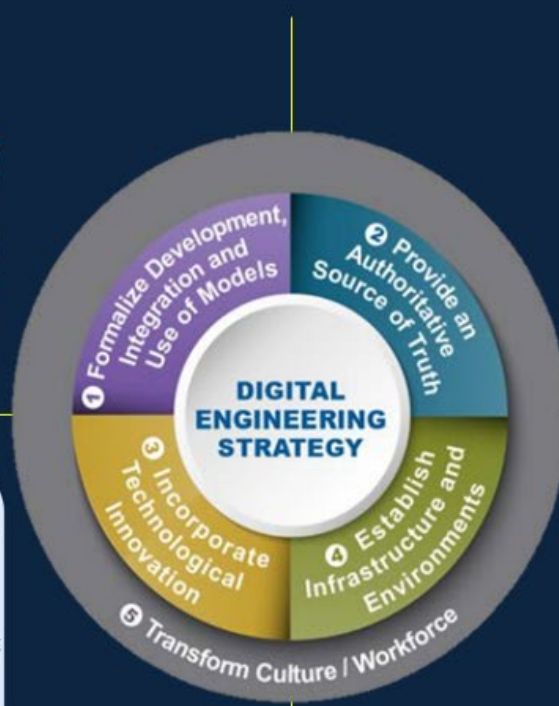 ❶ Formalize Development,
Integration and
Use of Models
❷ Provide an
Authoritative
Source of Truth
DIGITAL
ENGINEERING
STRATEGY
❸ Incorporate
Technological
Innovation
❹ Establish
Infrastructure and
Environments
❺ Transform Culture / Workforce